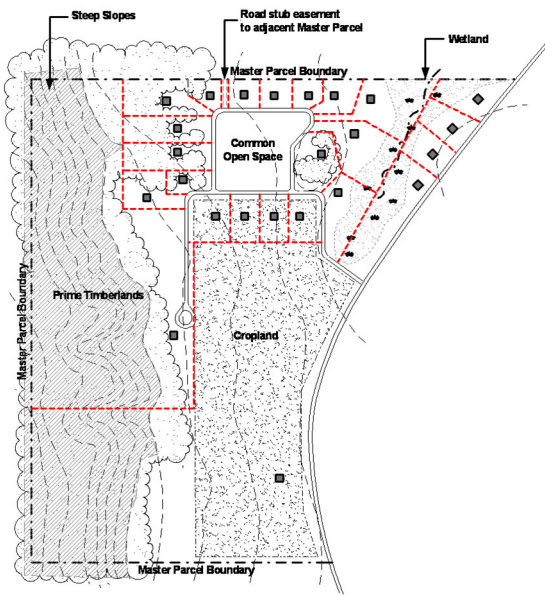 Steep Slopes
Road stub easement
to adjacent Master Parcel
Wetland
Master Parcel Boundary
Common
Open Space
Prime Timberlands
Master Parcel Boundary
Cropland
Master Parcel Boundary